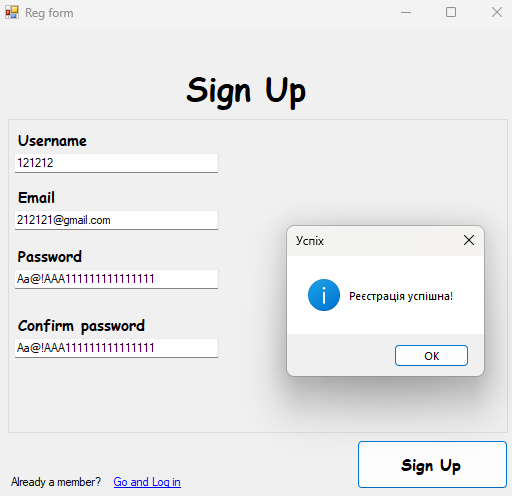 Reg form
Sign Up
Username
121212
Email
212121@gmail.com
Password
Aa@!AAA111111111111111
Confirm password
Aa@!AAA111111111111111
Успіх
Реєстрація успішна!
OK
Sign Up
Already a member? Go and Log in